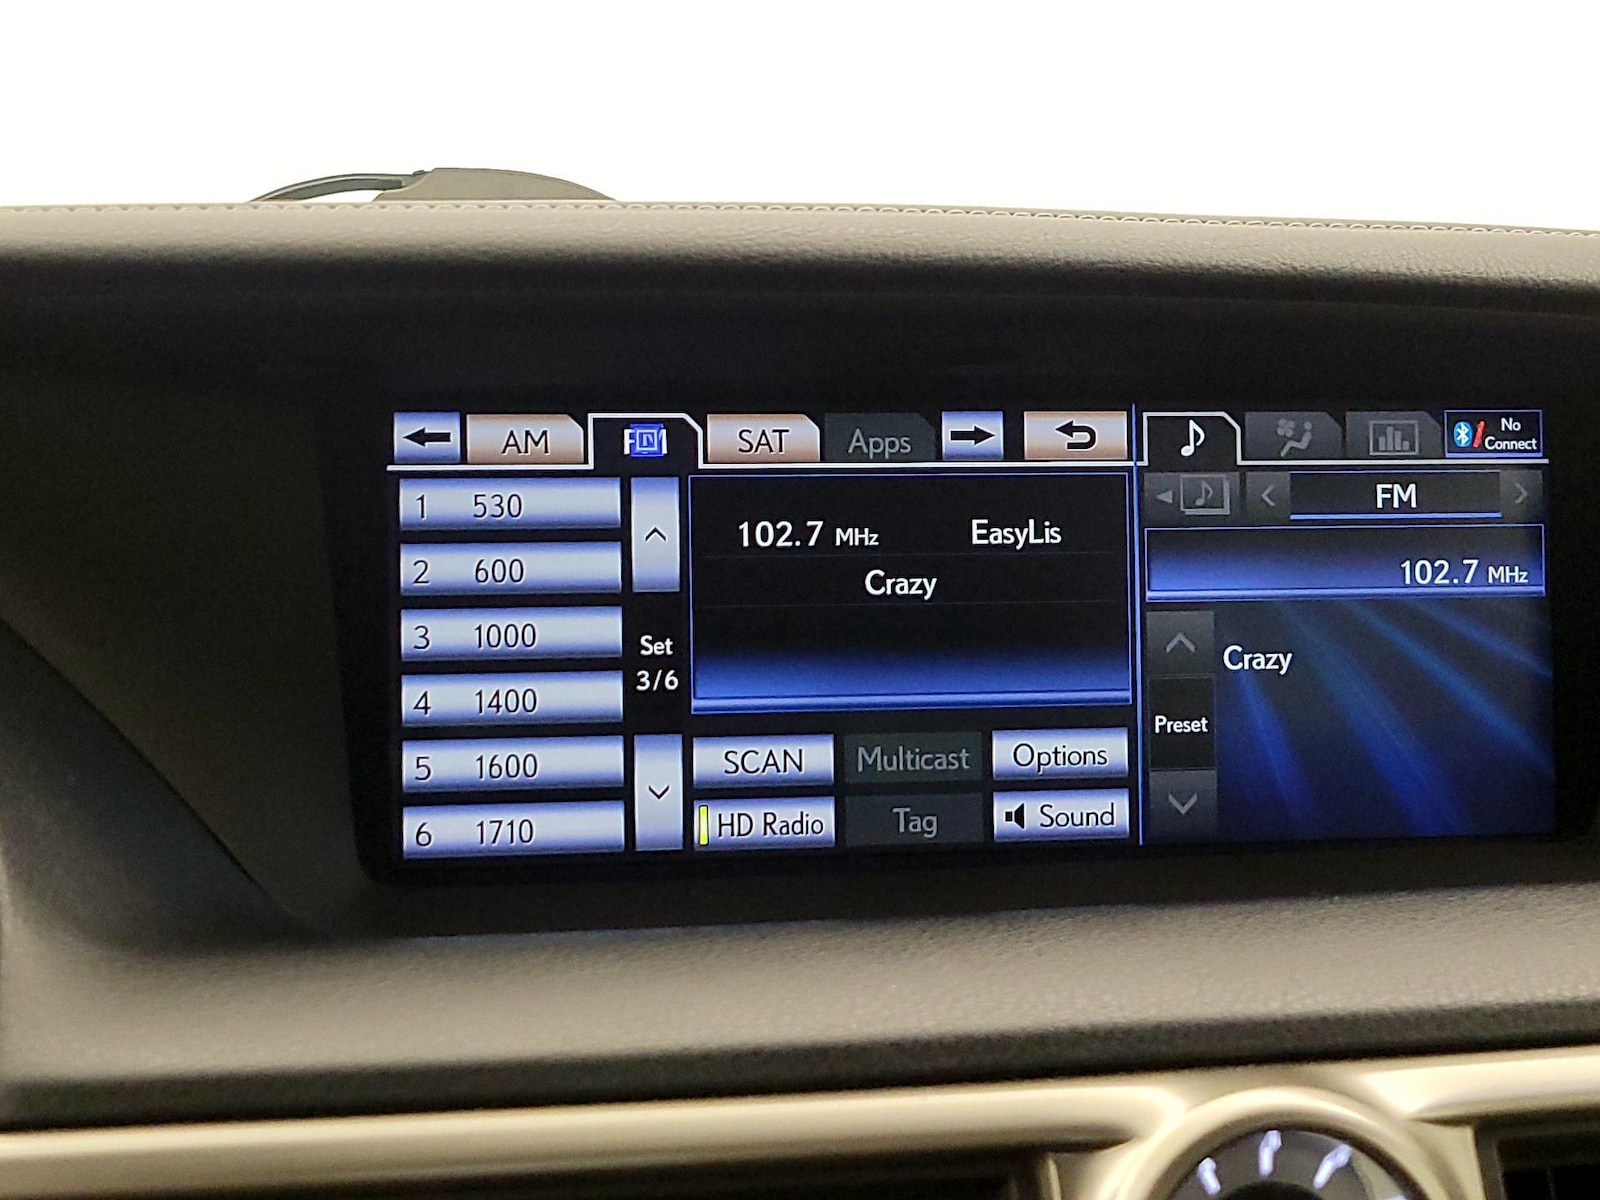 AM
FM
SAT
Apps
No
Connect
1 530
2 600
3 1000
4 1400
5 1600
6 1710
Set
3/6
102.7 MHz EasyLis
Crazy
SCAN
Multicast
Options
HD Radio
Tag
Sound
FM
102.7 MHz
Crazy
Preset